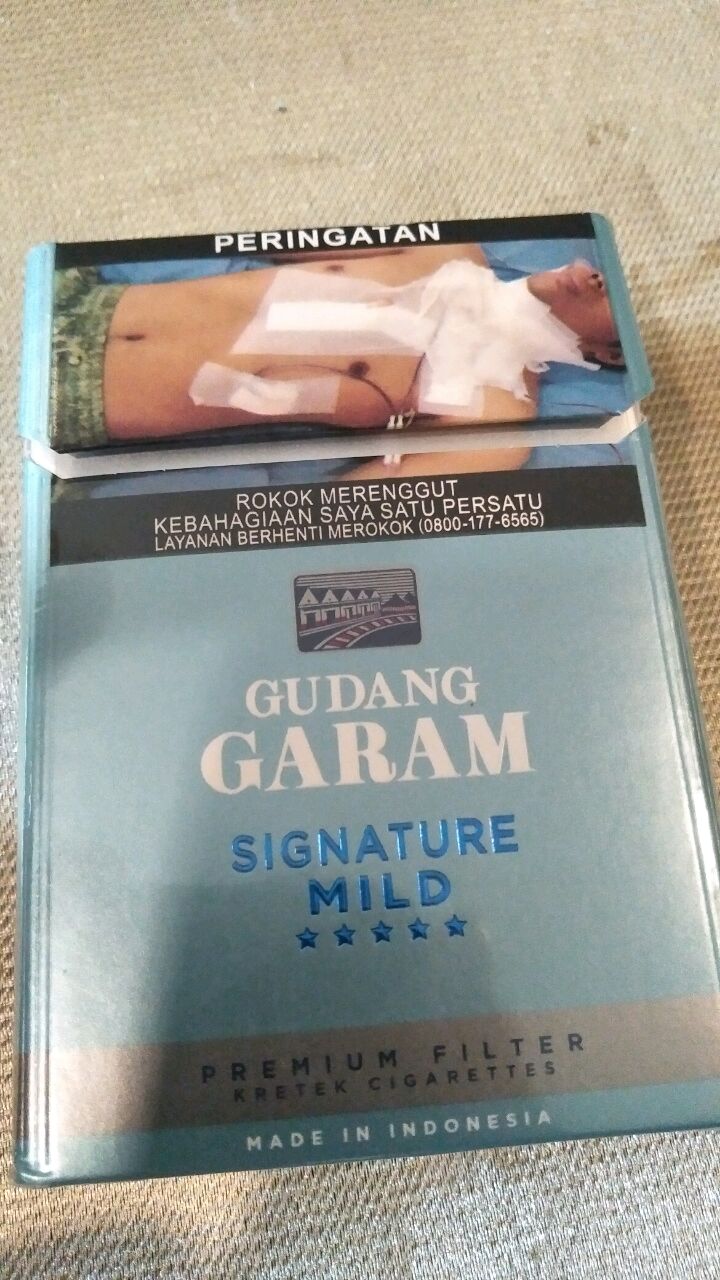 PERINGATAN
ROKOK MERENGGUT
KEBAHAGIAAN SAYA SATU PERSATU
LAYANAN BERHENTI MEROKOK (0800-177-6565)
GUDANG
GARAM
SIGNATURE
MILD
PREMIUM FILTER
KRETEK CIGARETTES
MADE IN INDONESIA